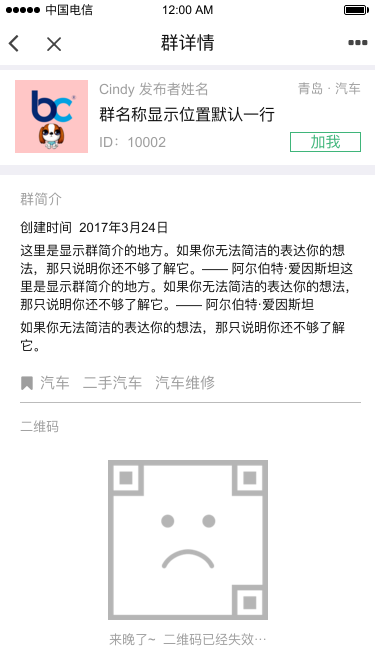 中国电信 12:00 AM
群详情
bc
Cindy 发布者姓名 青岛 · 汽车
群名称显示位置默认一行
ID：10002 加我
群简介
创建时间 2017年3月24日
这里是显示群简介的地方。如果你无法简洁的表达你的想
法，那只说明你还不够了解它。—— 阿尔伯特·爱因斯坦这
里是显示群简介的地方。如果你无法简洁的表达你的想法，
那只说明你还不够了解它。—— 阿尔伯特·爱因斯坦
如果你无法简洁的表达你的想法，那只说明你还不够了解
它。
汽车 二手汽车 汽车维修
二维码
来晚了~ 二维码已经失效…